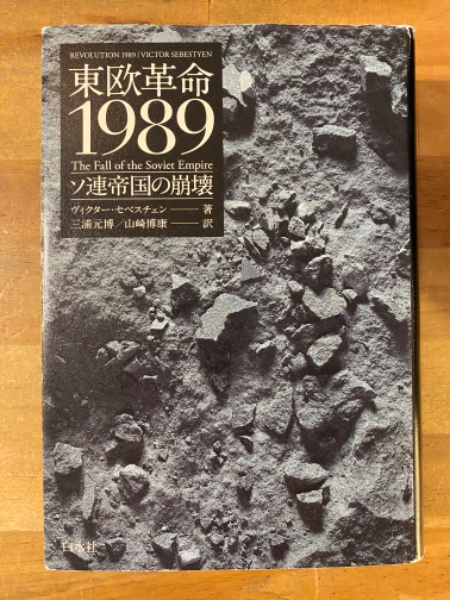 REVOLUTION 1989 | VICTOR SEBESTYEN
東欧革命
1989
The Fall of the Soviet Empire
ソ連帝国の崩壊
ヴィクター・セベスチェン――著
三浦元博/山崎博康――訳
白水社